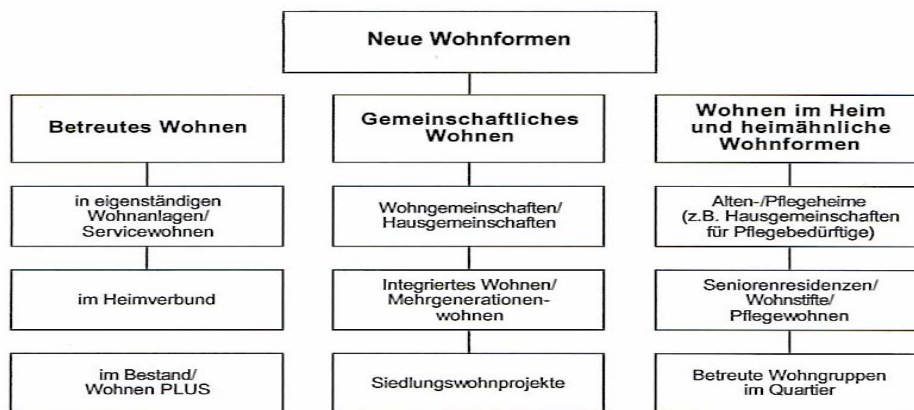 Neue Wohnformen
Betreutes Wohnen
in eigenständigen
Wohnanlagen/
Servicewohnen
im Heimverbund
im Bestand/
Wohnen PLUS
Gemeinschaftliches
Wohnen
Wohngemeinschaften/
Hausgemeinschaften
Integriertes Wohnen/
Mehrgenerationen-
wohnen
Siedlungswohnprojekte
Wohnen im Heim
und heimähnliche
Wohnformen
Alten-/Pflegeheime
(z.B. Hausgemeinschaften
für Pflegebedürftige)
Seniorenresidenzen/
Wohnstifte/
Pflegewohnen
Betreute Wohngruppen
im Quartier